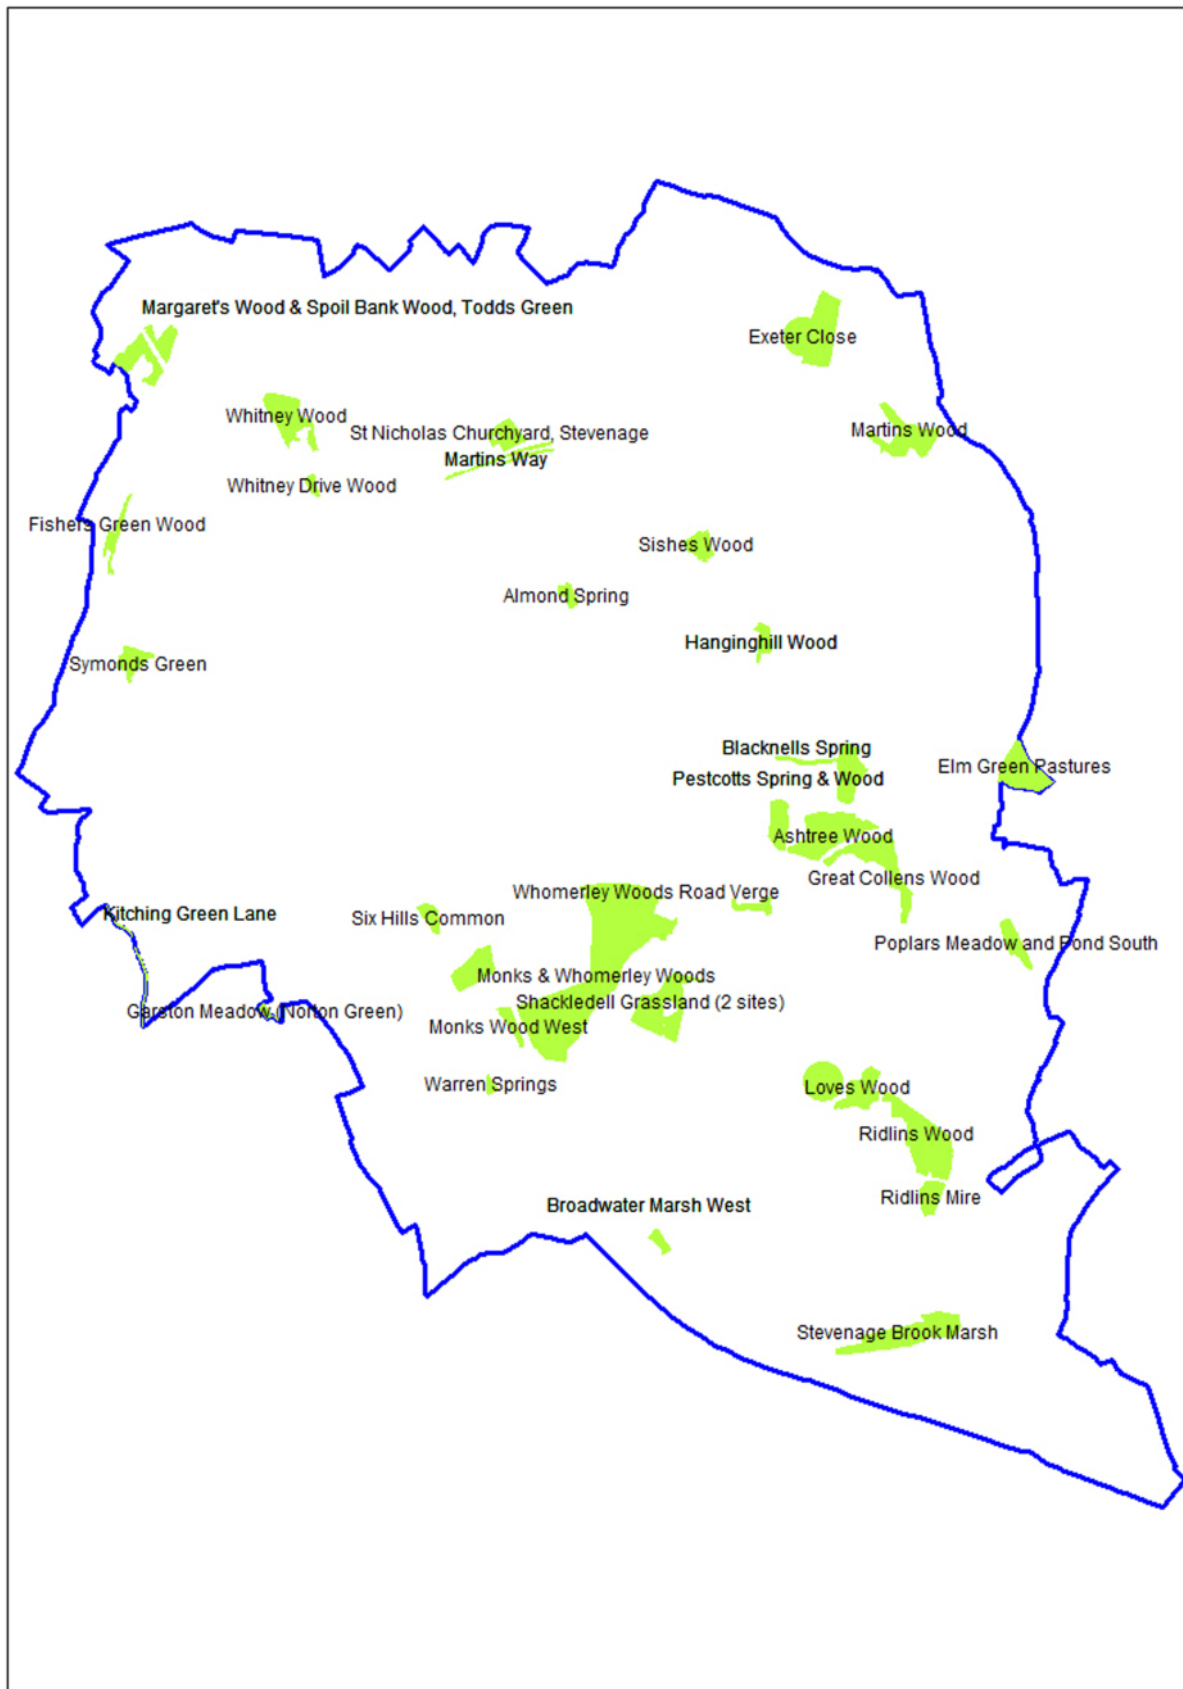 Margaret's Wood & Spoil Bank Wood, Todds Green
Exeter Close
Whitney Wood
St Nicholas Churchyard, Stevenage
Martins Wood
Martins Way
Whitney Drive Wood
Fishers Green Wood
Sishes Wood
Almond Spring
Hanginghill Wood
Symonds Green
Blacknells Spring
Elm Green Pastures
Pestcotts Spring & Wood
Ashtree Wood
Great Collens Wood
Whomerley Woods Road Verge
Kitching Green Lane
Six Hills Common
Poplars Meadow and Pond South
Monks & Whomerley Woods
Shackledell Grassland (2 sites)
Garston Meadow (Norton Green)
Monks Wood West
Warren Springs
Loves Wood
Ridlins Wood
Ridlins Mire
Broadwater Marsh West
Stevenage Brook Marsh